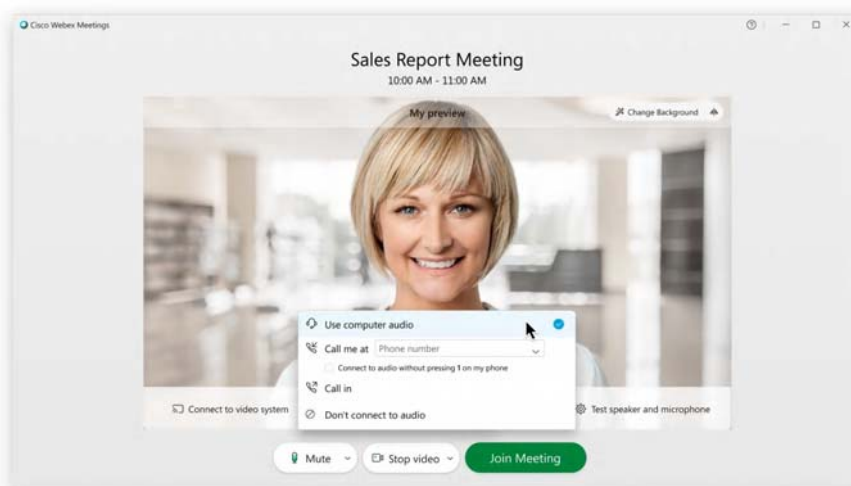 Cisco Webex Meetings
Sales Report Meeting
10:00 AM - 11:00 AM
My preview
Change Background
Use computer audio
Call me at Phone number
Connect to audio without pressing 1 on my phone
Call in
Connect to video system
Test speaker and microphone
Don't connect to audio
Mute
Stop video
Join Meeting